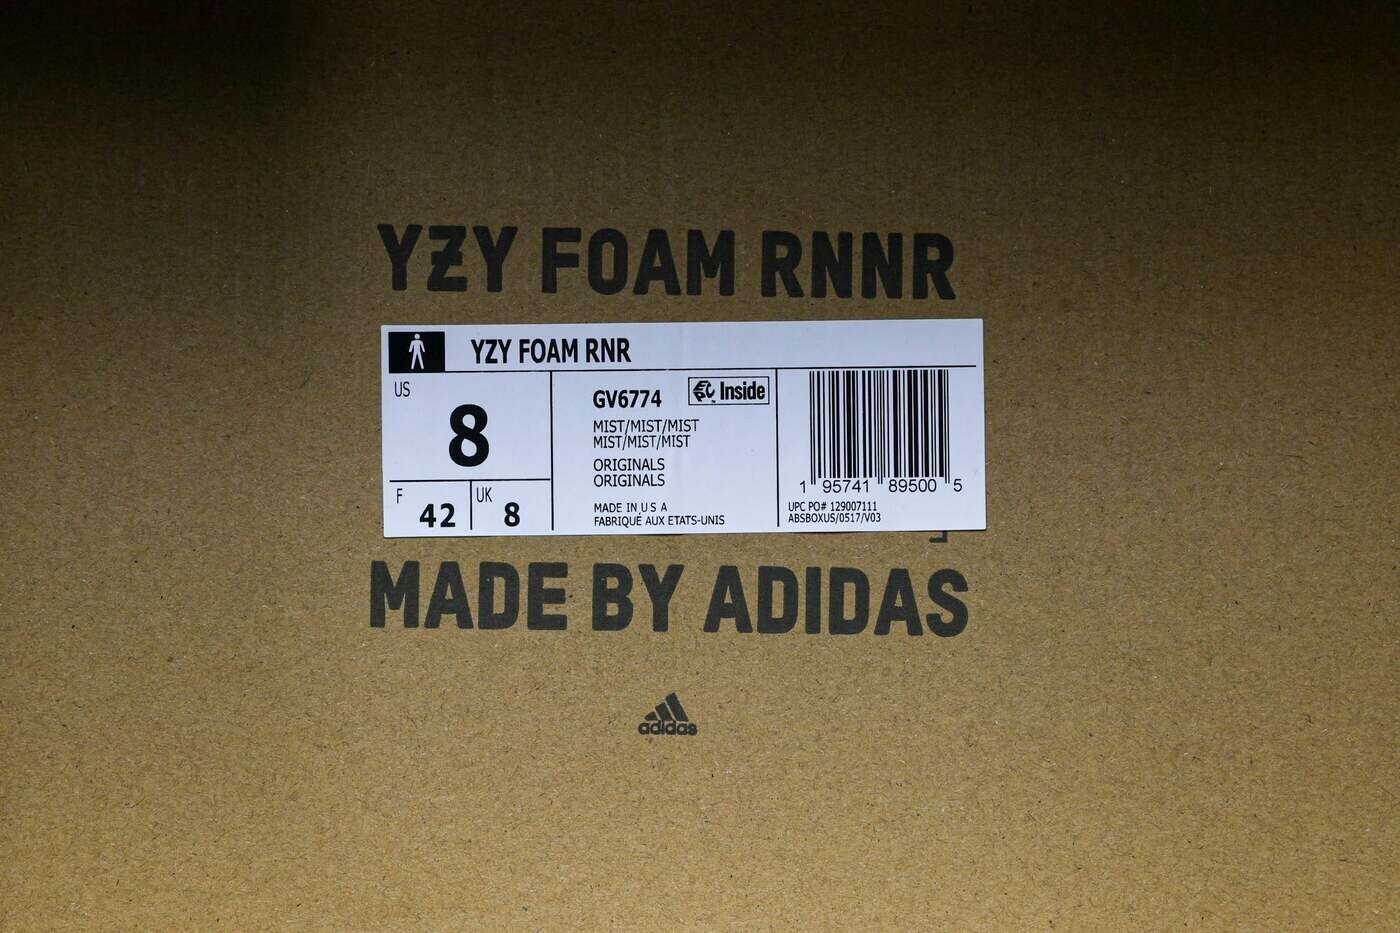 YZY FOAM RNNR
YZY FOAM RNR
US
8
F
42
UK
8
GV6774
Inside
MIST/MIST/MIST
MIST/MIST/MIST
ORIGINALS
ORIGINALS
MADE IN U S A
FABRIQUÉ AUX ETATS-UNIS
1 95741 89500 5
UPC PO# 129007111
ABSBOXUS/0517/V03
MADE BY ADIDAS
adidas